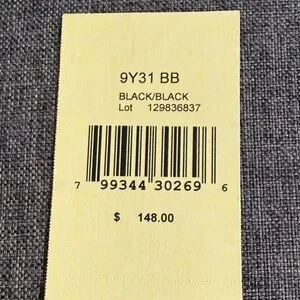 9Y31 BB
BLACK/BLACK
Lot 129836837
7 99344 30269 6
$ 148.00